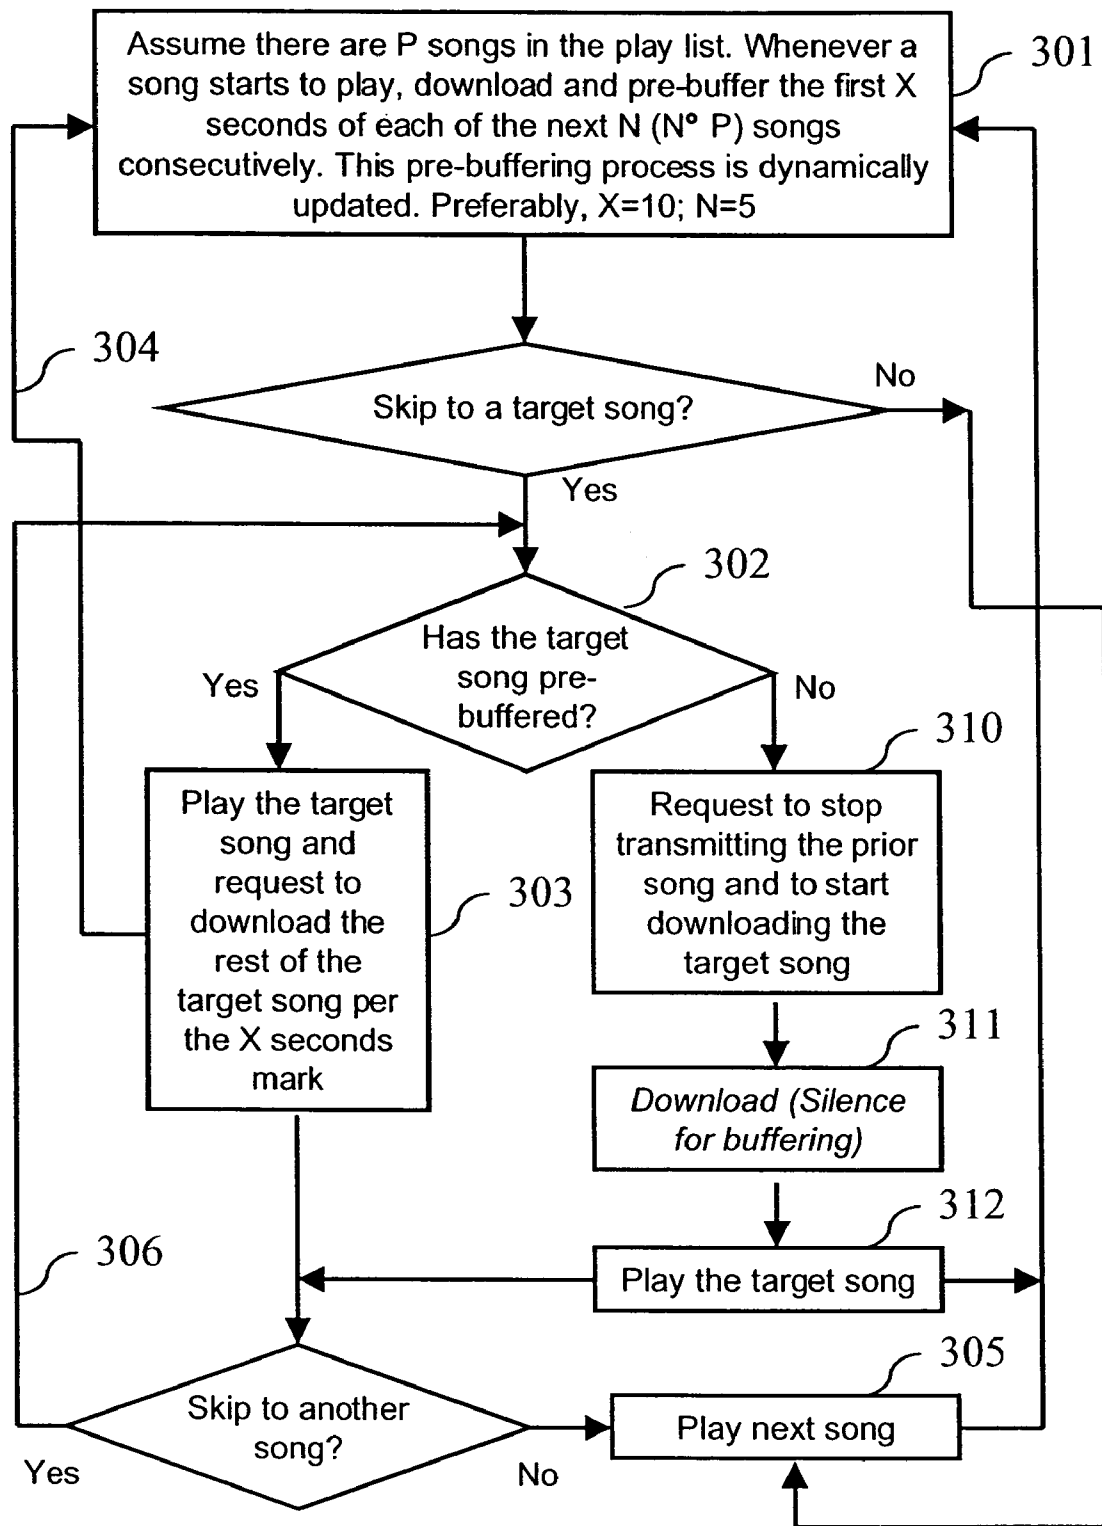 Assume there are P songs in the play list. Whenever a
song starts to play, download and pre-buffer the first X
seconds of each of the next N (N° P) songs
consecutively. This pre-buffering process is dynamically
updated. Preferably, X=10; N=5
301
304
Skip to a target song?
No
Yes
302
Has the target
song pre-
buffered?
Yes
No
310
Play the target
song and
request to
download the
rest of the
target song per
the X seconds
mark
303
Request to stop
transmitting the prior
song and to start
downloading the
target song
311
Download (Silence
for buffering)
312
Play the target song
306
305
Skip to another
song?
Play next song
Yes
No